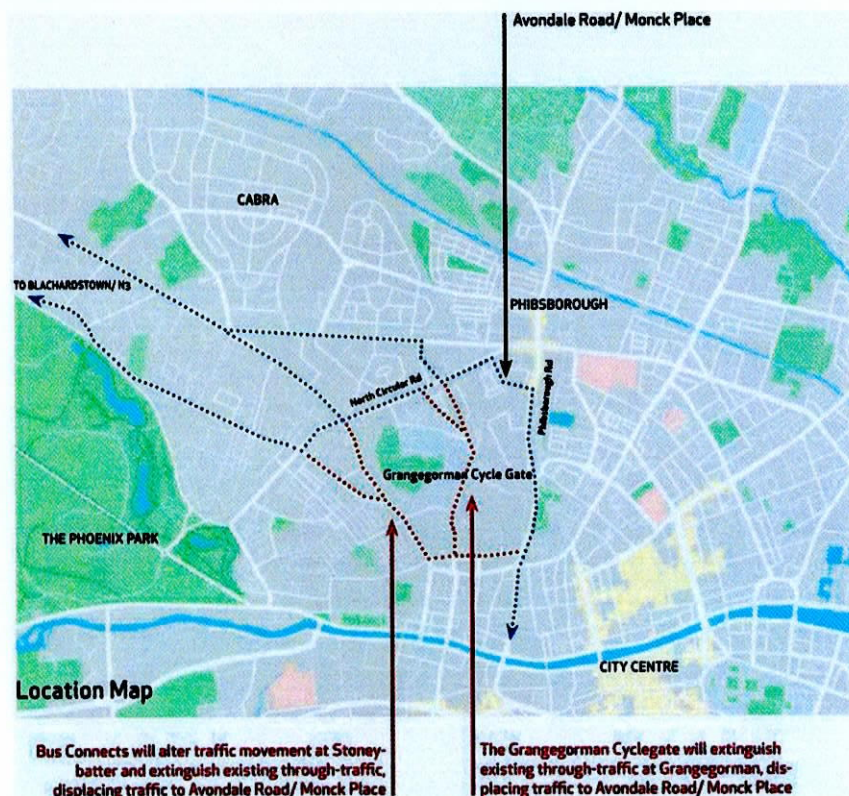 Avondale Road/ Monck Place
CABRA
TO BLACHARDSTOWN/ N3
PHIBSBOROUGH
North Circular Rd
Phibsborough Rd
Grangegorman Cycle Gate
THE PHOENIX PARK
CITY CENTRE
Location Map
Bus Connects will alter traffic movement at Stoney-
batter and extinguish existing through-traffic,
displacing traffic to Avondale Road/ Monck Place
The Grangegorman Cyclegate will extinguish
existing through-traffic at Grangegorman, dis-
placing traffic to Avondale Road/ Monck Place